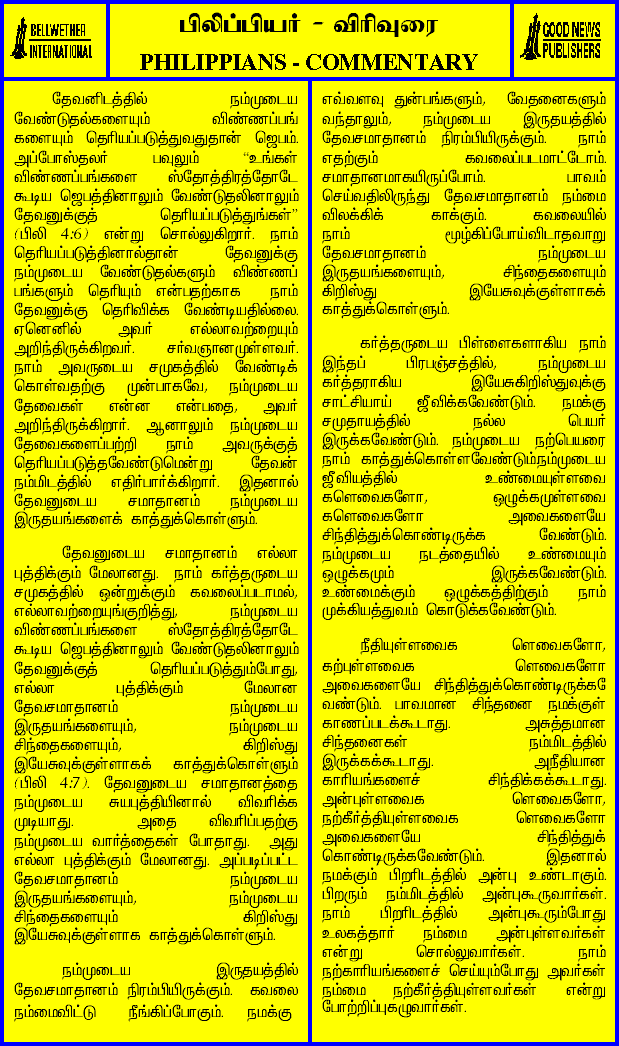 BELLWETHER
INTERNATIONAL
பிலிப்பியர் - விரிவுரை
PHILIPPIANS - COMMENTARY
GOOD NEWS
PUBLISHERS
தேவனிடத்தில் நம்முடைய
வேண்டுதல்களையும் விண்ணப்பங்
களையும் தெரியப்படுத்துவதுதான் ஜெபம்.
அப்போஸ்தலர் பவுலும் “உங்கள்
விண்ணப்பங்களை ஸ்தோத்திரத்தோடே
கூடிய ஜெபத்தினாலும் வேண்டுதலினாலும்
தேவனுக்குத் தெரியப்படுத்துங்கள்”
(பிலி 4:6) என்று சொல்லுகிறார். நாம்
தெரியப்படுத்தினால்தான் தேவனுக்கு
நம்முடைய வேண்டுதல்களும் விண்ணப்
பங்களும் தெரியும் என்பதற்காக நாம்
தேவனுக்கு தெரிவிக்க வேண்டியதில்லை.
ஏனெனில் அவர் எல்லாவற்றையும்
அறிந்திருக்கிறவர். சர்வஞானமுள்ளவர்.
நாம் அவருடைய சமுகத்தில் வேண்டிக்
கொள்வதற்கு முன்பாகவே, நம்முடைய
தேவைகள் என்ன என்பதை, அவர்
அறிந்திருக்கிறார். ஆனாலும் நம்முடைய
தேவைகளைப்பற்றி நாம் அவருக்குத்
தெரியப்படுத்தவேண்டுமென்று தேவன்
நம்மிடத்தில் எதிர்பார்க்கிறார். இதனால்
தேவனுடைய சமாதானம் நம்முடைய
இருதயங்களைக் காத்துக்கொள்ளும்.
தேவனுடைய சமாதானம் எல்லா
புத்திக்கும் மேலானது. நாம் கர்த்தருடைய
சமுகத்தில் ஒன்றுக்கும் கவலைப்படாமல்,
எல்லாவற்றையுங்குறித்து, நம்முடைய
விண்ணப்பங்களை ஸ்தோத்திரத்தோடே
கூடிய ஜெபத்தினாலும் வேண்டுதலினாலும்
தேவனுக்குத் தெரியப்படுத்தும்போது,
எல்லா புத்திக்கும் மேலான
தேவசமாதானம் நம்முடைய
இருதயங்களையும், நம்முடைய
சிந்தைகளையும், கிறிஸ்து
இயேசுவுக்குள்ளாகக் காத்துக்கொள்ளும்
(பிலி 4:7). தேவனுடைய சமாதானத்தை
நம்முடைய சுயபுத்தியினால் விவரிக்க
முடியாது. அதை விவரிப்பதற்கு
நம்முடைய வார்த்தைகள் போதாது. அது
எல்லா புத்திக்கும் மேலானது. அப்படிப்பட்ட
தேவசமாதானம் நம்முடைய
இருதயங்களையும், நம்முடைய
சிந்தைகளையும் கிறிஸ்து
இயேசுவுக்குள்ளாக காத்துக்கொள்ளும்.
நம்முடைய இருதயத்தில்
தேவசமாதானம் நிரம்பியிருக்கும். கவலை
நம்மைவிட்டு நீங்கிப்போகும். நமக்கு
எவ்வளவு துன்பங்களும், வேதனைகளும்
வந்தாலும், நம்முடைய இருதயத்தில்
தேவசமாதானம் நிரம்பியிருக்கும். நாம்
எதற்கும் கவலைப்படமாட்டோம்.
சமாதானமாகயிருப்போம். பாவம்
செய்வதிலிருந்து தேவசமாதானம் நம்மை
விலக்கிக் காக்கும். கவலையில்
நாம் மூழ்கிப்போய்விடாதவாறு
தேவசமாதானம் நம்முடைய
இருதயங்களையும், சிந்தைகளையும்
கிறிஸ்து இயேசுவுக்குள்ளாகக்
காத்துக்கொள்ளும்.
கர்த்தருடைய பிள்ளைகளாகிய நாம்
இந்தப் பிரபஞ்சத்தில், நம்முடைய
கர்த்தராகிய இயேசுகிறிஸ்துவுக்கு
சாட்சியாய் ஜீவிக்கவேண்டும். நமக்கு
சமுதாயத்தில் நல்ல பெயர்
இருக்கவேண்டும். நம்முடைய நற்பெயரை
நாம் காத்துக்கொள்ளவேண்டும்நம்முடைய
ஜீவியத்தில் உண்மையுள்ளவை
களெவைகளோ, ஒழுக்கமுள்ளவை
களெவைகளோ அவைகளையே
சிந்தித்துக்கொண்டிருக்க வேண்டும்.
நம்முடைய நடத்தையில் உண்மையும்
ஒழுக்கமும் இருக்கவேண்டும்.
உண்மைக்கும் ஒழுக்கத்திற்கும் நாம்
முக்கியத்துவம் கொடுக்கவேண்டும்.
நீதியுள்ளவைக ளெவைகளோ,
கற்புள்ளவைக ளெவைகளோ
அவைகளையே சிந்தித்துக்கொண்டிருக்கவே
வண்டும். பாவமான சிந்தனை நமக்குள்
காணப்படக்கூடாது. அசுத்தமான
சிந்தனைகள் நம்மிடத்தில்
இருக்கக்கூடாது. அநீதியான
காரியங்களைச் சிந்திக்கக்கூடாது.
அன்புள்ளவைக ளெவைகளோ,
நற்கீர்த்தியுள்ளவைக ளெவைகளோ
அவைகளையே சிந்தித்துக்
கொண்டிருக்கவேண்டும். இதனால்
நமக்கும் பிறரிடத்தில் அன்பு உண்டாகும்.
பிறரும் நம்மிடத்தில் அன்புகூருவார்கள்.
நாம் பிறரிடத்தில் அன்புகூரும்போது
உலகத்தார் நம்மை அன்புள்ளவர்கள்
என்று சொல்லுவார்கள். நாம்
நற்காரியங்களைச் செய்யும்போது அவர்கள்
நம்மை நற்கீர்த்தியுள்ளவர்கள் என்று
போற்றிப்புகழுவார்கள்.